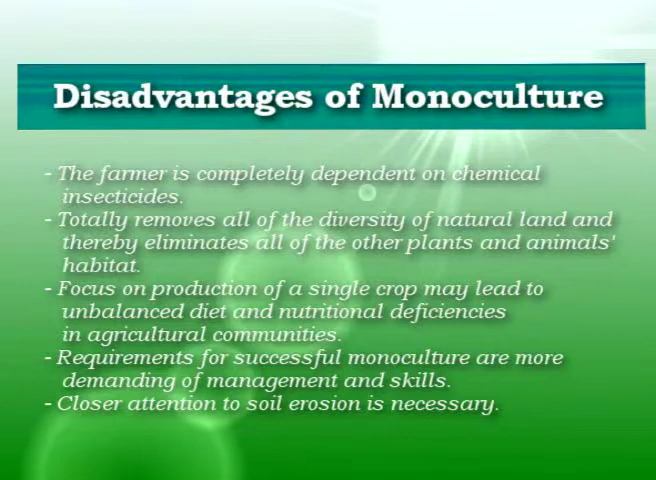 Disadvantages of Monoculture
- The farmer is completely dependent on chemical
insecticides.
- Totally removes all of the diversity of natural land and
thereby eliminates all of the other plants and animals'
habitat.
- Focus on production of a single crop may lead to
unbalanced diet and nutritional deficiencies
in agricultural communities.
- Requirements for successful monoculture are more
demanding of management and skills.
- Closer attention to soil erosion is necessary.